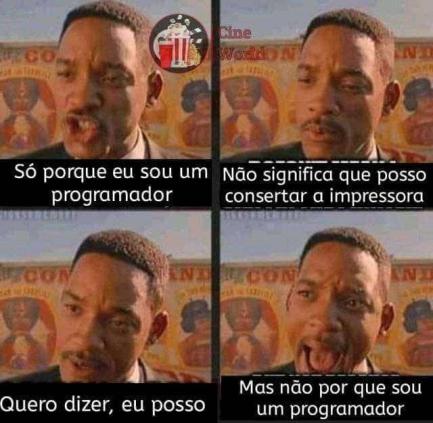 Cine
World
Só porque eu sou um
programador
Não significa que posso
consertar a impressora
Quero dizer, eu posso
Mas não por que sou
um programador